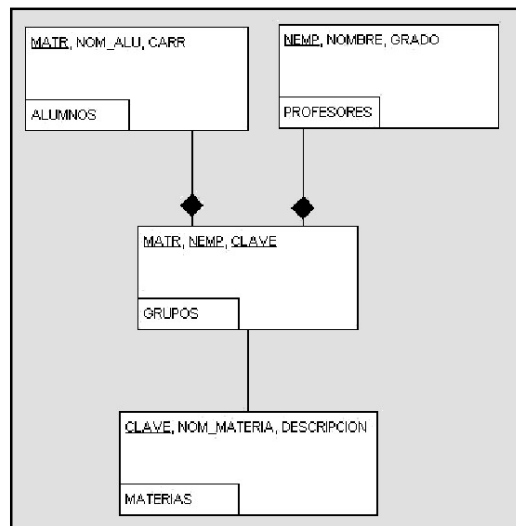 MATR, NOM_ALU, CARR
ALUMNOS
NEMP, NOMBRE, GRADO
PROFESORES
MATR, NEMP, CLAVE
GRUPOS
CLAVE, NOM_MATERIA, DESCRIPCION
MATERIAS